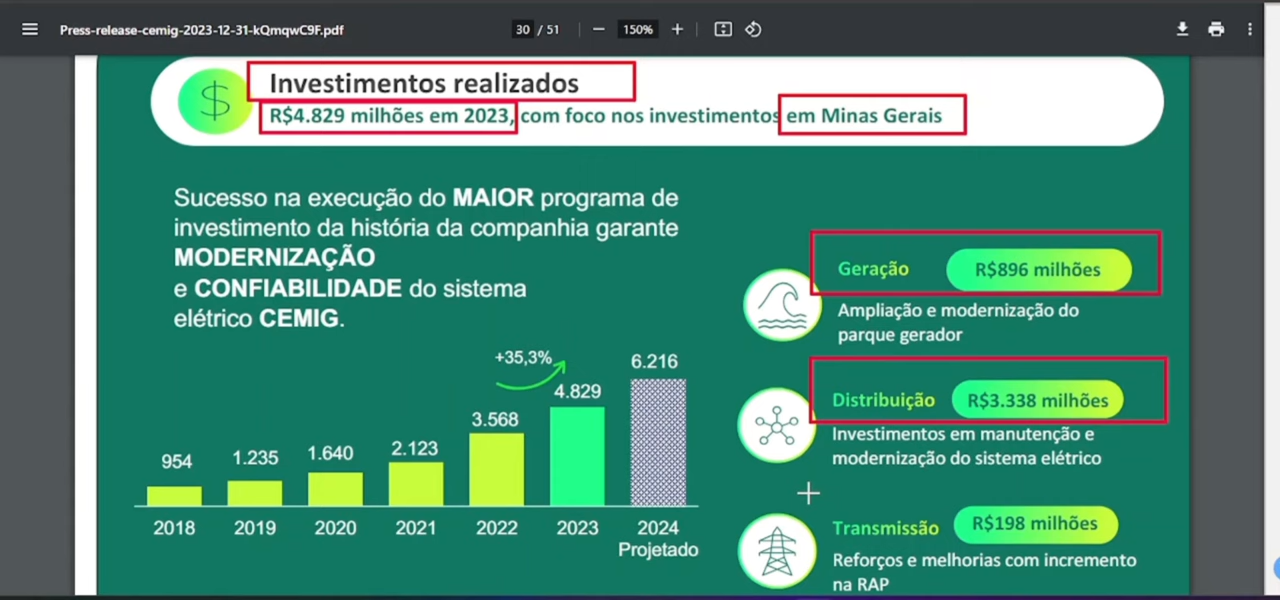 Press-release-cemig-2023-12-31-kQmqwC9F.pdf
30 / 51
150%
$
Investimentos realizados
R$4.829 milhões em 2023, com foco nos investimentos em Minas Gerais
Sucesso na execução do MAIOR programa de
investimento da história da companhia garante
MODERNIZAÇÃO
e CONFIABILIDADE do sistema
elétrico CEMIG.
+35,3%
954
1.235
1.640
2.123
3.568
4.829
6.216
2018
2019
2020
2021
2022
2023
2024
Projetado
Geração
R$896 milhões
Ampliação e modernização do
parque gerador
Distribuição
R$3.338 milhões
Investimentos em manutenção e
modernização do sistema elétrico
Transmissão
R$198 milhões
Reforços e melhorias com incremento
na RAP